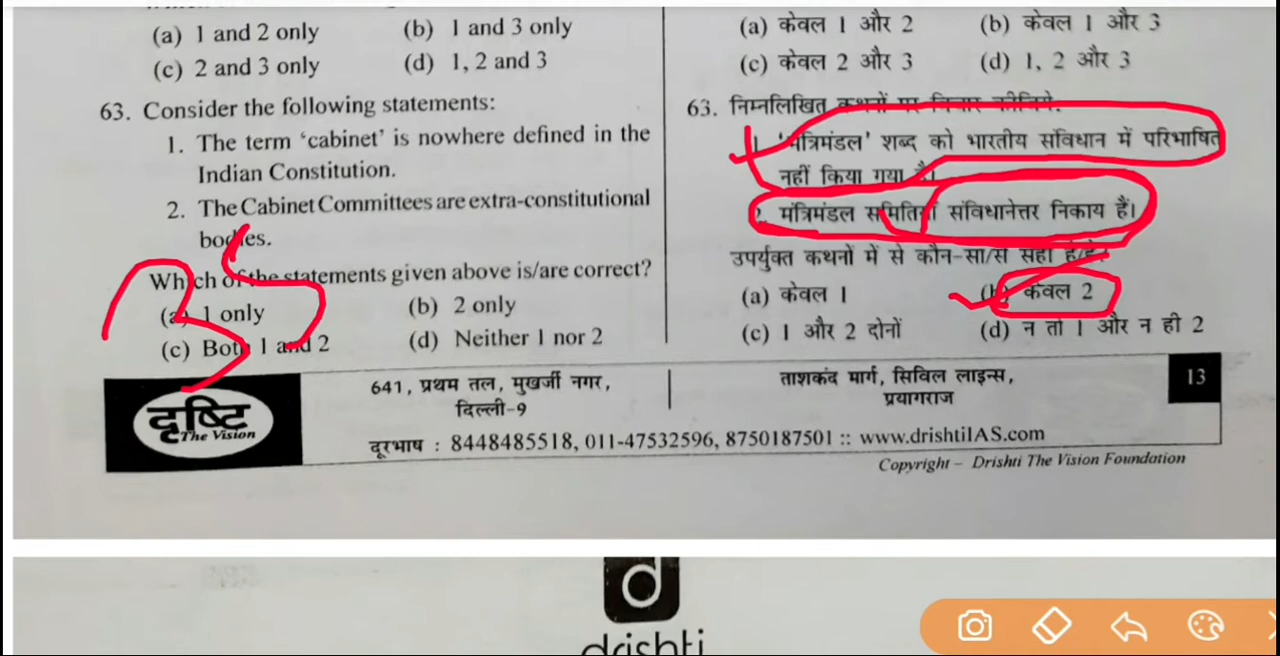 (a) 1 and 2 only (b) 1 and 3 only
(c) 2 and 3 only (d) 1, 2 and 3
63. Consider the following statements:
1. The term ‘cabinet’ is nowhere defined in the
Indian Constitution.
2. The Cabinet Committees are extra-constitutional
bodies.
Which of the statements given above is/are correct?
(a) 1 only (b) 2 only
(c) Both 1 and 2 (d) Neither 1 nor 2
(a) केवल 1 और 2 (b) केवल 1 और 3
(c) केवल 2 और 3 (d) 1, 2 और 3
63. निम्नलिखित कथनों पर विचार कीजिये:
1. ‘मंत्रिमंडल’ शब्द को भारतीय संविधान में परिभाषित
नहीं किया गया है।
2. मंत्रिमंडल समितियाँ संविधानेत्तर निकाय हैं।
उपर्युक्त कथनों में से कौन-सा/से सही है/हैं?
(a) केवल 1 (b) केवल 2
(c) 1 और 2 दोनों (d) न तो 1 और न ही 2
दृष्टि
The Vision
641, प्रथम तल, मुखर्जी नगर,
दिल्ली-9
ताशकंद मार्ग, सिविल लाइन्स,
प्रयागराज
13
दूरभाष : 8448485518, 011-47532596, 8750187501 :: www.drishtiIAS.com
Copyright – Drishti The Vision Foundation
d
drishti